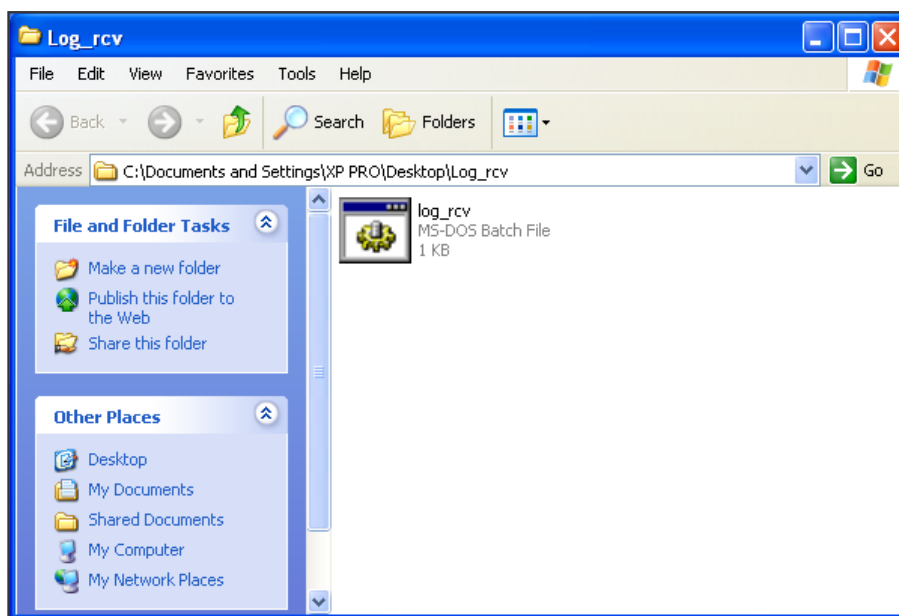 Log_rcv
File Edit View Favorites Tools Help
Back Search Folders
Address C:\Documents and Settings\XP PRO\Desktop\Log_rcv Go
File and Folder Tasks
Make a new folder
Publish this folder to
the Web
Share this folder
Other Places
Desktop
My Documents
Shared Documents
My Computer
My Network Places
log_rcv
MS-DOS Batch File
1 KB